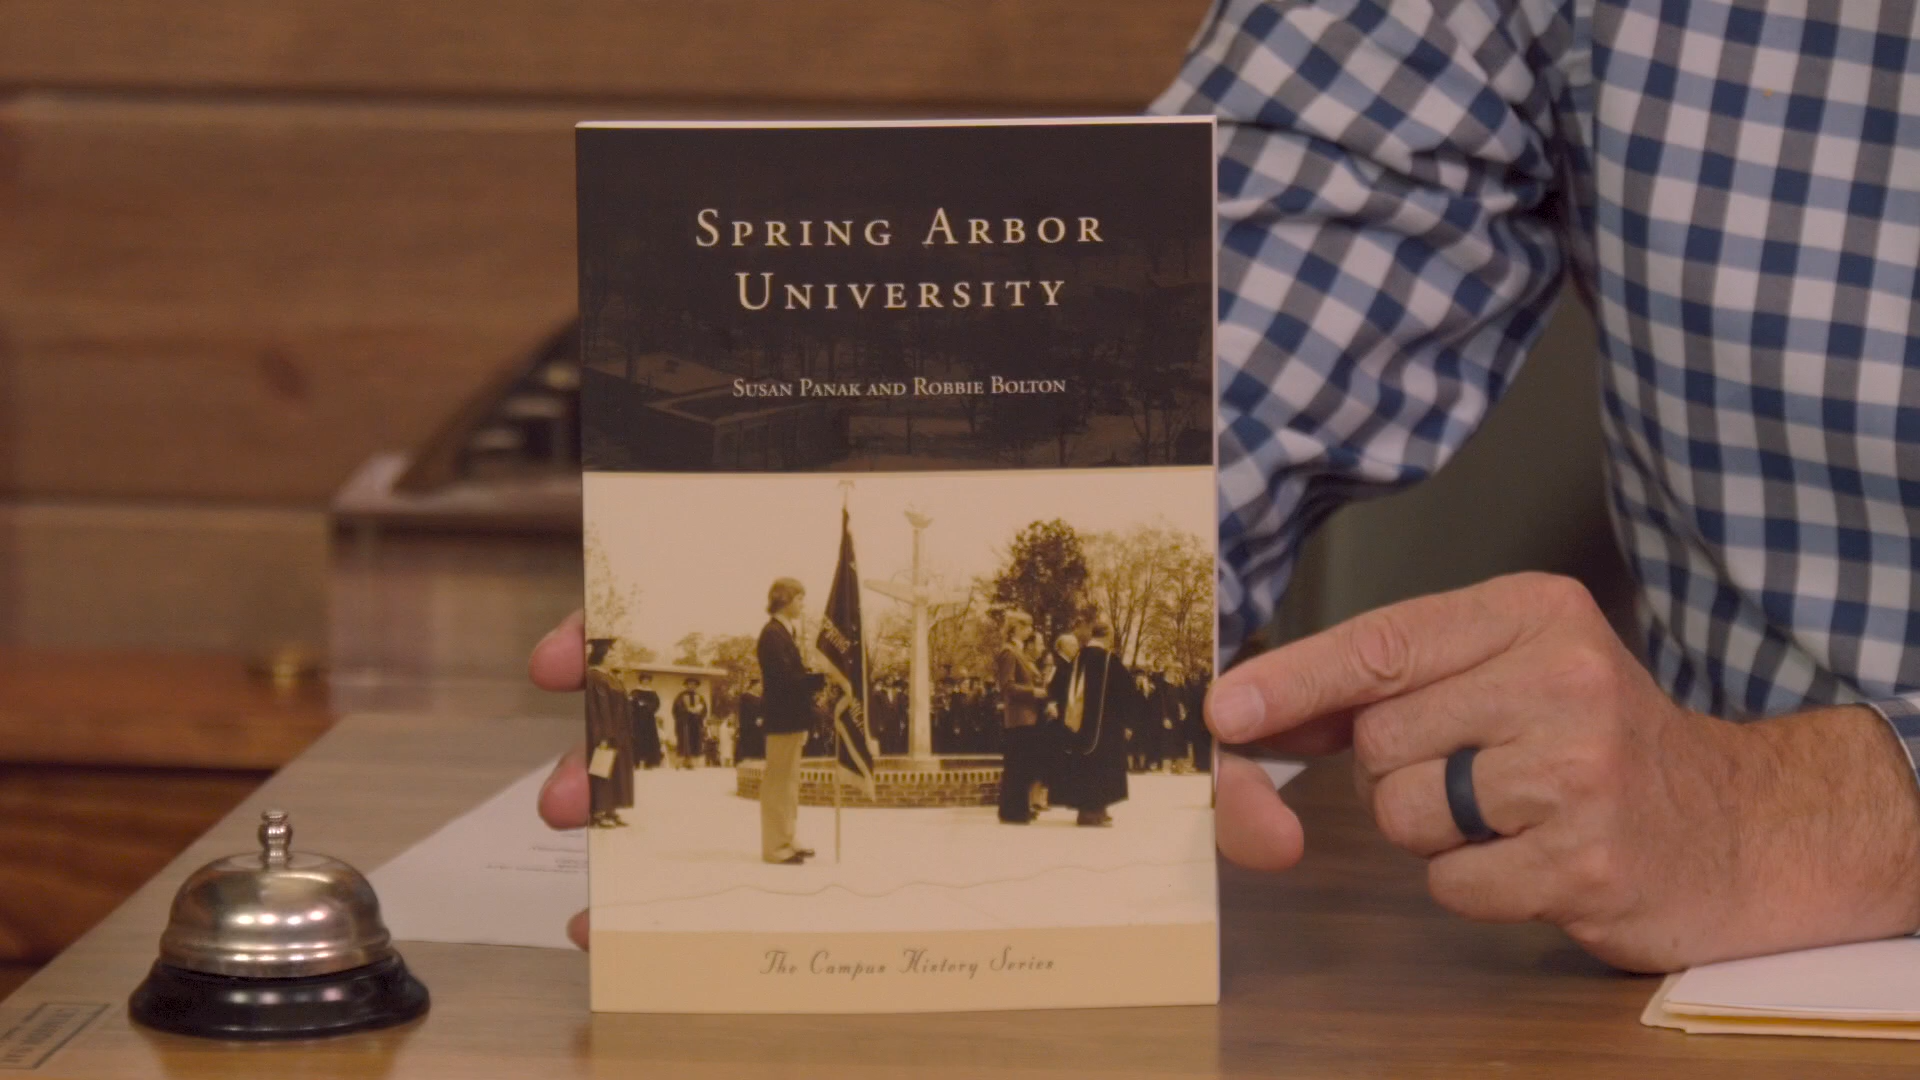 SPRING ARBOR
UNIVERSITY
SUSAN PANAK AND ROBBIE BOLTON
The Campus History Series